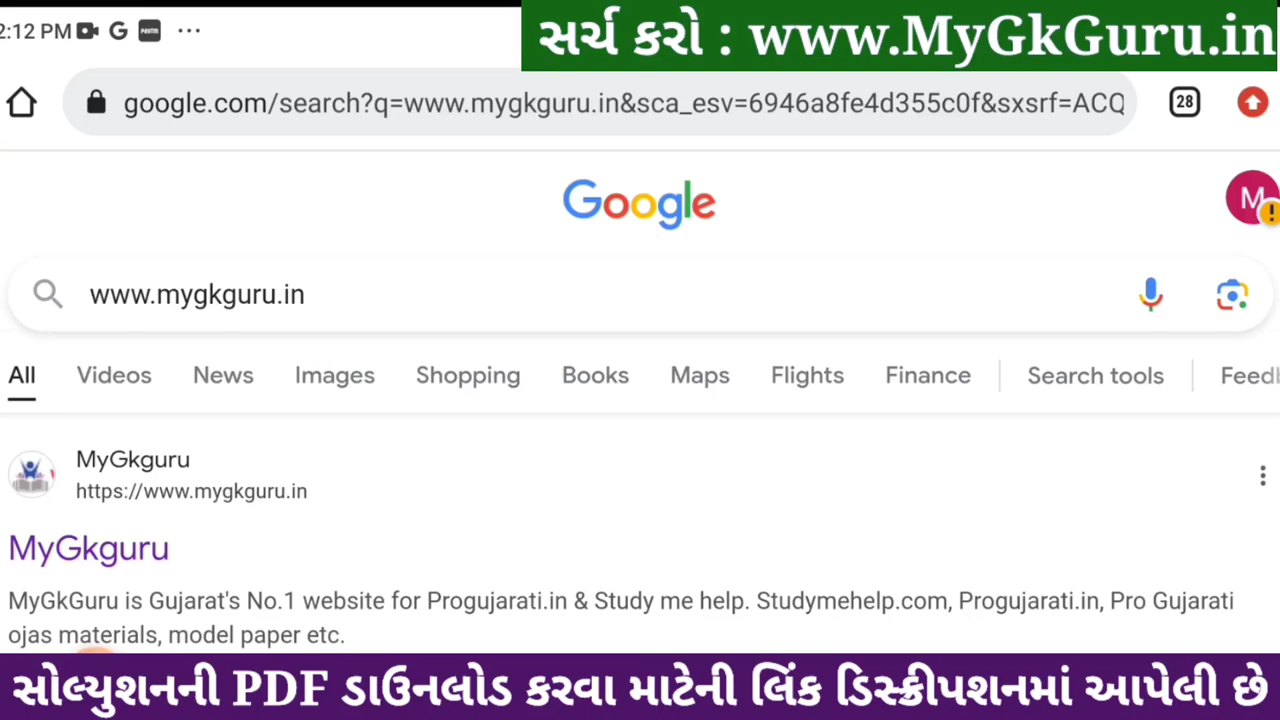 2:12 PM G Paytm ...
સર્ચ કરો : www.MyGkGuru.in
google.com/search?q=www.mygkguru.in&sca_esv=6946a8fe4d355c0f&sxsrf=ACQ
28
Google
M
www.mygkguru.in
All Videos News Images Shopping Books Maps Flights Finance Search tools Feedb
MyGkguru
https://www.mygkguru.in
MyGkguru
MyGkGuru is Gujarat's No.1 website for Progujarati.in & Study me help. Studymehelp.com, Progujarati.in, Pro Gujarati
ojas materials, model paper etc.
સોલ્યુશનની PDF ડાઉનલોડ કરવા માટેની લિંક ડિસ્ક્રીપશનમાં આપેલી છે